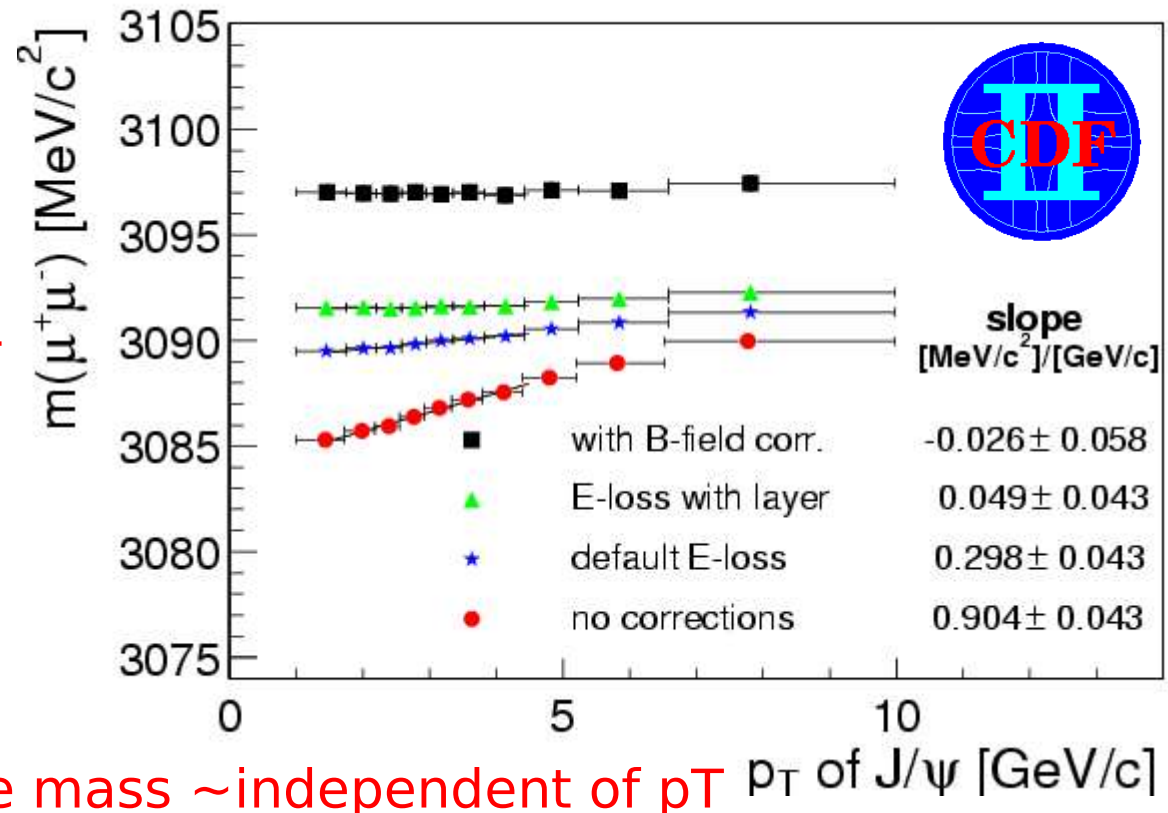 3105
3100
3095
3090
3085
3080
3075
m(μ⁺μ⁻) [MeV/c²]
II
CDF
slope
[MeV/c²]/[GeV/c]
with B-field corr. -0.026± 0.058
E-loss with layer 0.049± 0.043
default E-loss 0.298± 0.043
no corrections 0.904± 0.043
0 5 10
p_T of J/ψ [GeV/c]
mass ~independent of pT